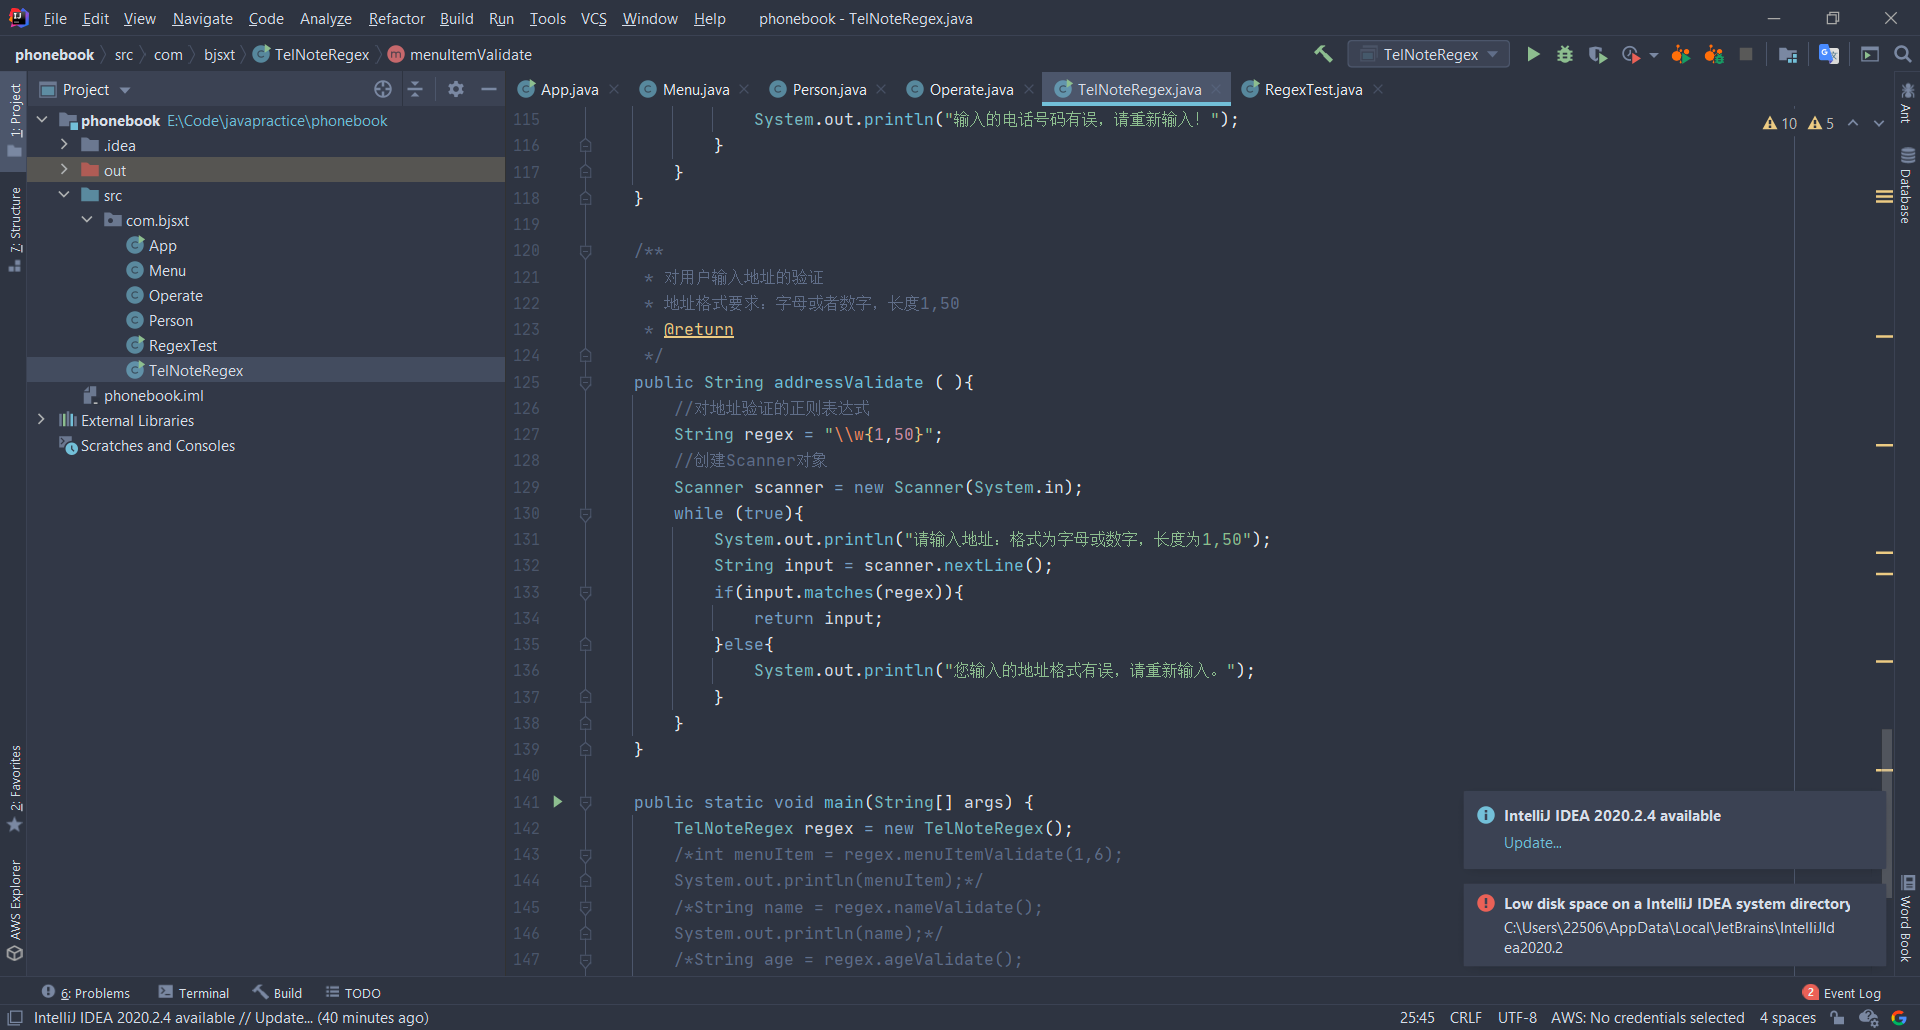 File Edit View Navigate Code Analyze Refactor Build Run Tools VCS Window Help phonebook - TelNoteRegex.java
phonebook src com bjsxt TelNoteRegex menuItemValidate TelNoteRegex
Project
App.java Menu.java Person.java Operate.java TelNoteRegex.java RegexTest.java
1: Project
7: Structure
2: Favorites
AWS Explorer
phonebook E:\Code\javapractice\phonebook
.idea
out
src
com.bjsxt
App
Menu
Operate
Person
RegexTest
TelNoteRegex
phonebook.iml
External Libraries
Scratches and Consoles
10 5
115 System.out.println("输入的电话号码有误，请重新输入！");
116 }
117 }
118 }
119
120 /**
121 * 对用户输入地址的验证
122 * 地址格式要求：字母或者数字，长度1,50
123 * @return
124 */
125 public String addressValidate ( ){
126 //对地址验证的正则表达式
127 String regex = "\\w{1,50}";
128 //创建Scanner对象
129 Scanner scanner = new Scanner(System.in);
130 while (true){
131 System.out.println("请输入地址：格式为字母或数字，长度为1,50");
132 String input = scanner.nextLine();
133 if(input.matches(regex)){
134 return input;
135 }else{
136 System.out.println("您输入的地址格式有误，请重新输入。");
137 }
138 }
139 }
140
141 public static void main(String[] args) {
142 TelNoteRegex regex = new TelNoteRegex();
143 /*int menuItem = regex.menuItemValidate(1,6);
144 System.out.println(menuItem);*/
145 /*String name = regex.nameValidate();
146 System.out.println(name);*/
147 /*String age = regex.ageValidate();
Ant
Database
Word Book
IntelliJ IDEA 2020.2.4 available
Update...
Low disk space on a IntelliJ IDEA system directory
C:\Users\22506\AppData\Local\JetBrains\IntelliJId
ea2020.2
6: Problems Terminal Build TODO 2 Event Log
IntelliJ IDEA 2020.2.4 available // Update... (40 minutes ago) 25:45 CRLF UTF-8 AWS: No credentials selected 4 spaces